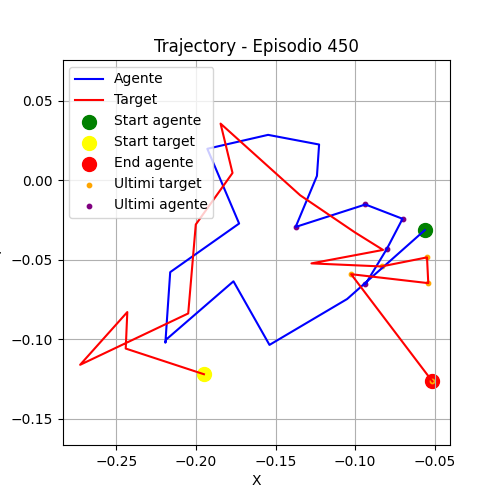 Trajectory - Episodio 450
Agente
Target
Start agente
Start target
End agente
Ultimi target
Ultimi agente
0.05
0.00
−0.05
−0.10
−0.15
−0.25
−0.20
−0.15
−0.10
−0.05
X